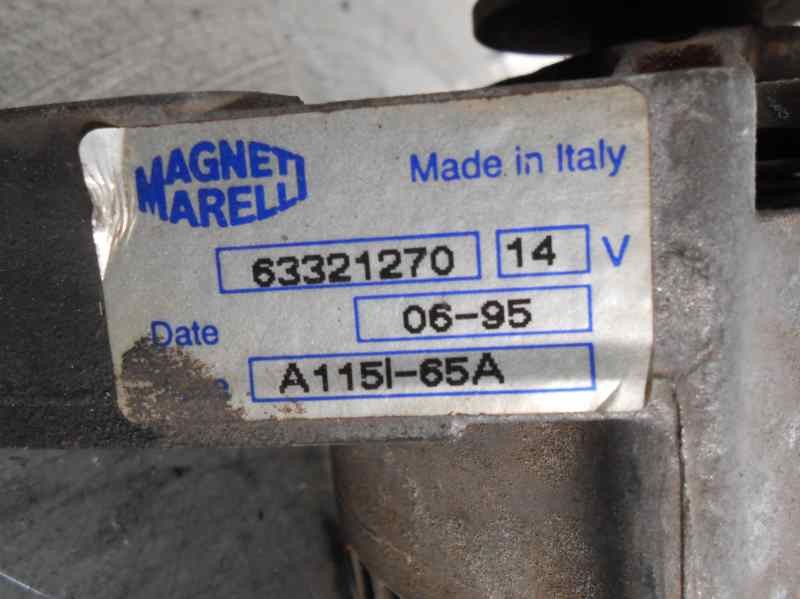 MAGNETI
MARELLI
Made in Italy
63321270 14 V
Date 06-95
A115I-65A